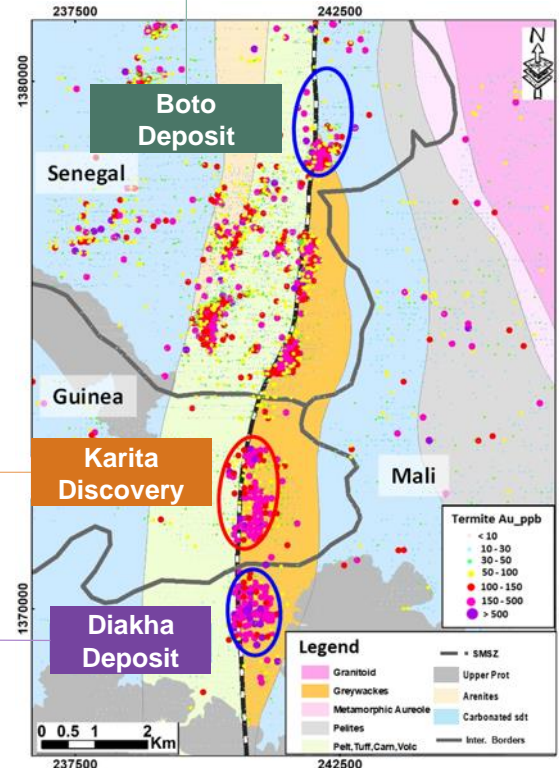 237500
242500
N
1380000
Boto
Deposit
Senegal
Guinea
Karita
Discovery
Mali
Termite Au_ppb
< 10
10 - 30
30 - 50
50 - 100
100 - 150
150 - 500
> 500
1370000
Diakha
Deposit
Legend
Granitoid
Greywackes
Metamorphic Aureole
Pelites
Pelt,Tuff,Carn,Volc
SMSZ
Upper Prot
Arenites
Carbonated sdt
Inter. Borders
0 0.5 1 2
Km
237500
242500